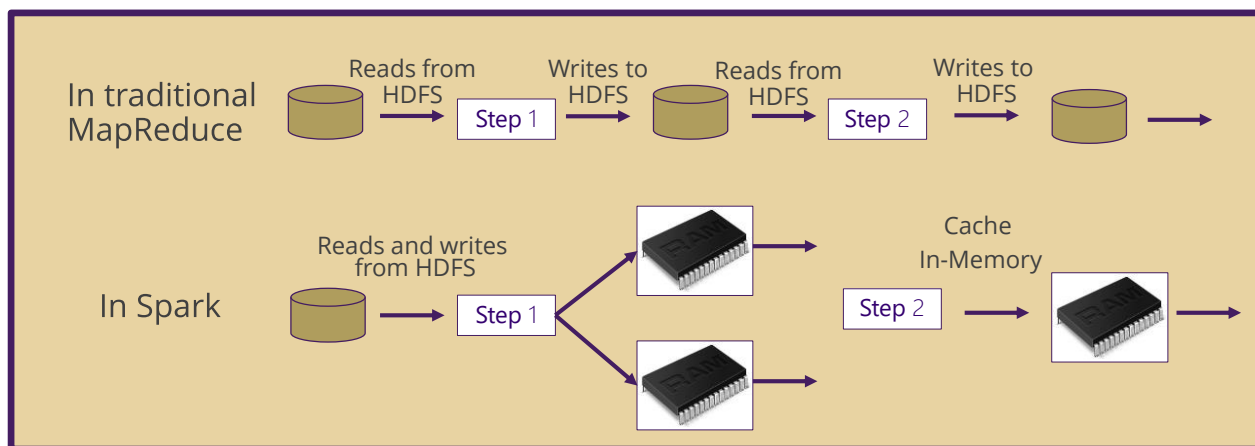 In traditional
MapReduce
Reads from
HDFS
Step 1
Writes to
HDFS
Reads from
HDFS
Step 2
Writes to
HDFS
In Spark
Reads and writes
from HDFS
Step 1
RAM
RAM
Step 2
Cache
In-Memory
RAM